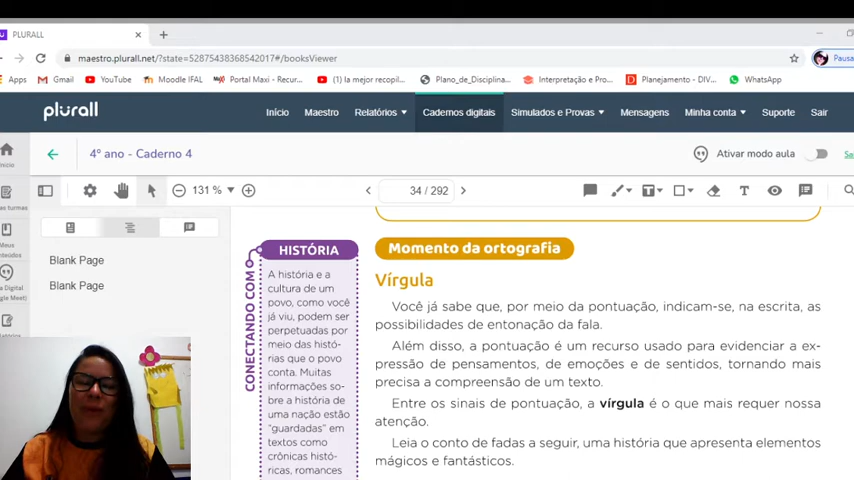 PLURALL
maestro.plurall.net/?state=52875438368542017#/booksViewer
Pausa
Apps
Gmail
YouTube
Moodle IFAL
Portal Maxi - Recur...
(1) la mejor recopil...
Plano_de_Disciplina...
Interpretação e Pro...
Planejamento - DIV...
WhatsApp
plurall
Início
Maestro
Relatórios
Cadernos digitais
Simulados e Provas
Mensagens
Minha conta
Suporte
Sair
4º ano - Caderno 4
Ativar modo aula
131 %
34 / 292
Blank Page
Blank Page
CONECTANDO COM
HISTÓRIA
A história e a
cultura de um
povo, como você
já viu, podem ser
perpetuadas por
meio das histó-
rias que o povo
conta. Muitas
informações so-
bre a história de
uma nação estão
"guardadas" em
textos como
crônicas histó-
ricas, romances
Momento da ortografia
Vírgula
Você já sabe que, por meio da pontuação, indicam-se, na escrita, as
possibilidades de entonação da fala.
Além disso, a pontuação é um recurso usado para evidenciar a ex-
pressão de pensamentos, de emoções e de sentidos, tornando mais
precisa a compreensão de um texto.
Entre os sinais de pontuação, a vírgula é o que mais requer nossa
atenção.
Leia o conto de fadas a seguir, uma história que apresenta elementos
mágicos e fantásticos.